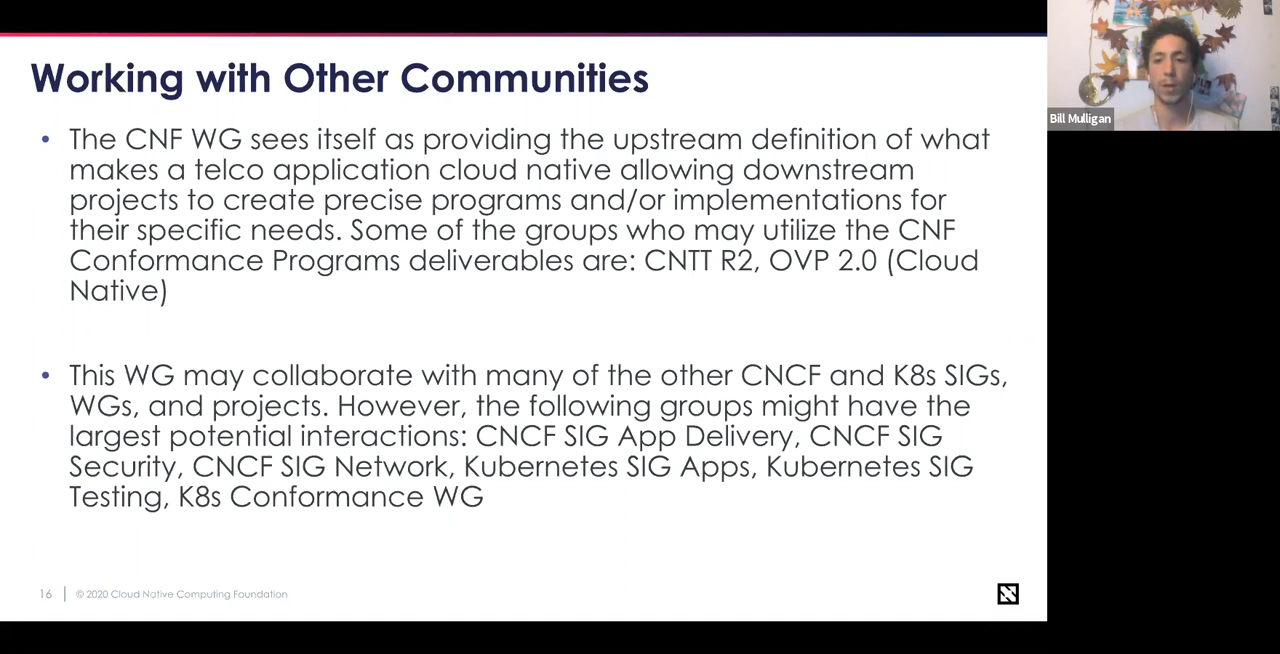 Working with Other Communities
• The CNF WG sees itself as providing the upstream definition of what
makes a telco application cloud native allowing downstream
projects to create precise programs and/or implementations for
their specific needs. Some of the groups who may utilize the CNF
Conformance Programs deliverables are: CNTT R2, OVP 2.0 (Cloud
Native)
• This WG may collaborate with many of the other CNCF and K8s SIGs,
WGs, and projects. However, the following groups might have the
largest potential interactions: CNCF SIG App Delivery, CNCF SIG
Security, CNCF SIG Network, Kubernetes SIG Apps, Kubernetes SIG
Testing, K8s Conformance WG
16 | © 2020 Cloud Native Computing Foundation
Bill Mulligan